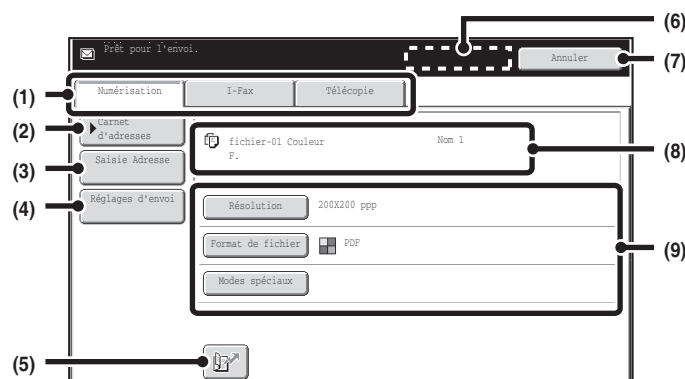 (6)
Prêt pour l'envoi.
Annuler
(7)
Numérisation
I-Fax
Télécopie
(1)
(2)
Carnet
d'adresses
fichier-01 Couleur
F.
Nom 1
(8)
(3)
Saisie Adresse
(4)
Réglages d'envoi
Résolution
200X200 ppp
Format de fichier
PDF
(9)
Modes spéciaux
(5)